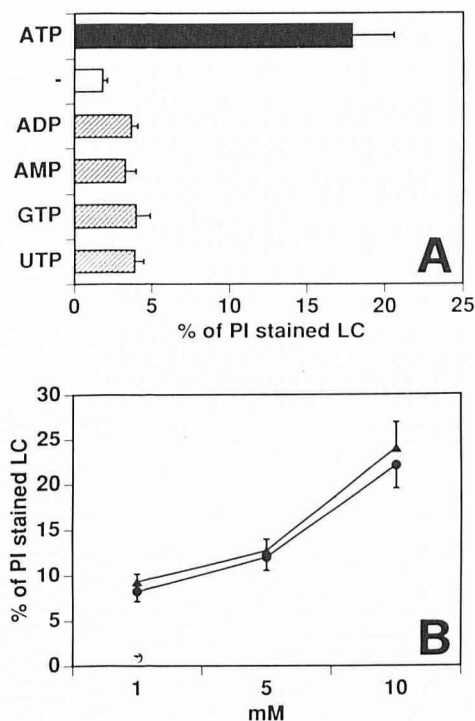 ATP
-
ADP
AMP
GTP
UTP
A
0 5 10 15 20 25
% of PI stained LC
30
25
20
15
10
5
0
% of PI stained LC
B
1 5 10
mM